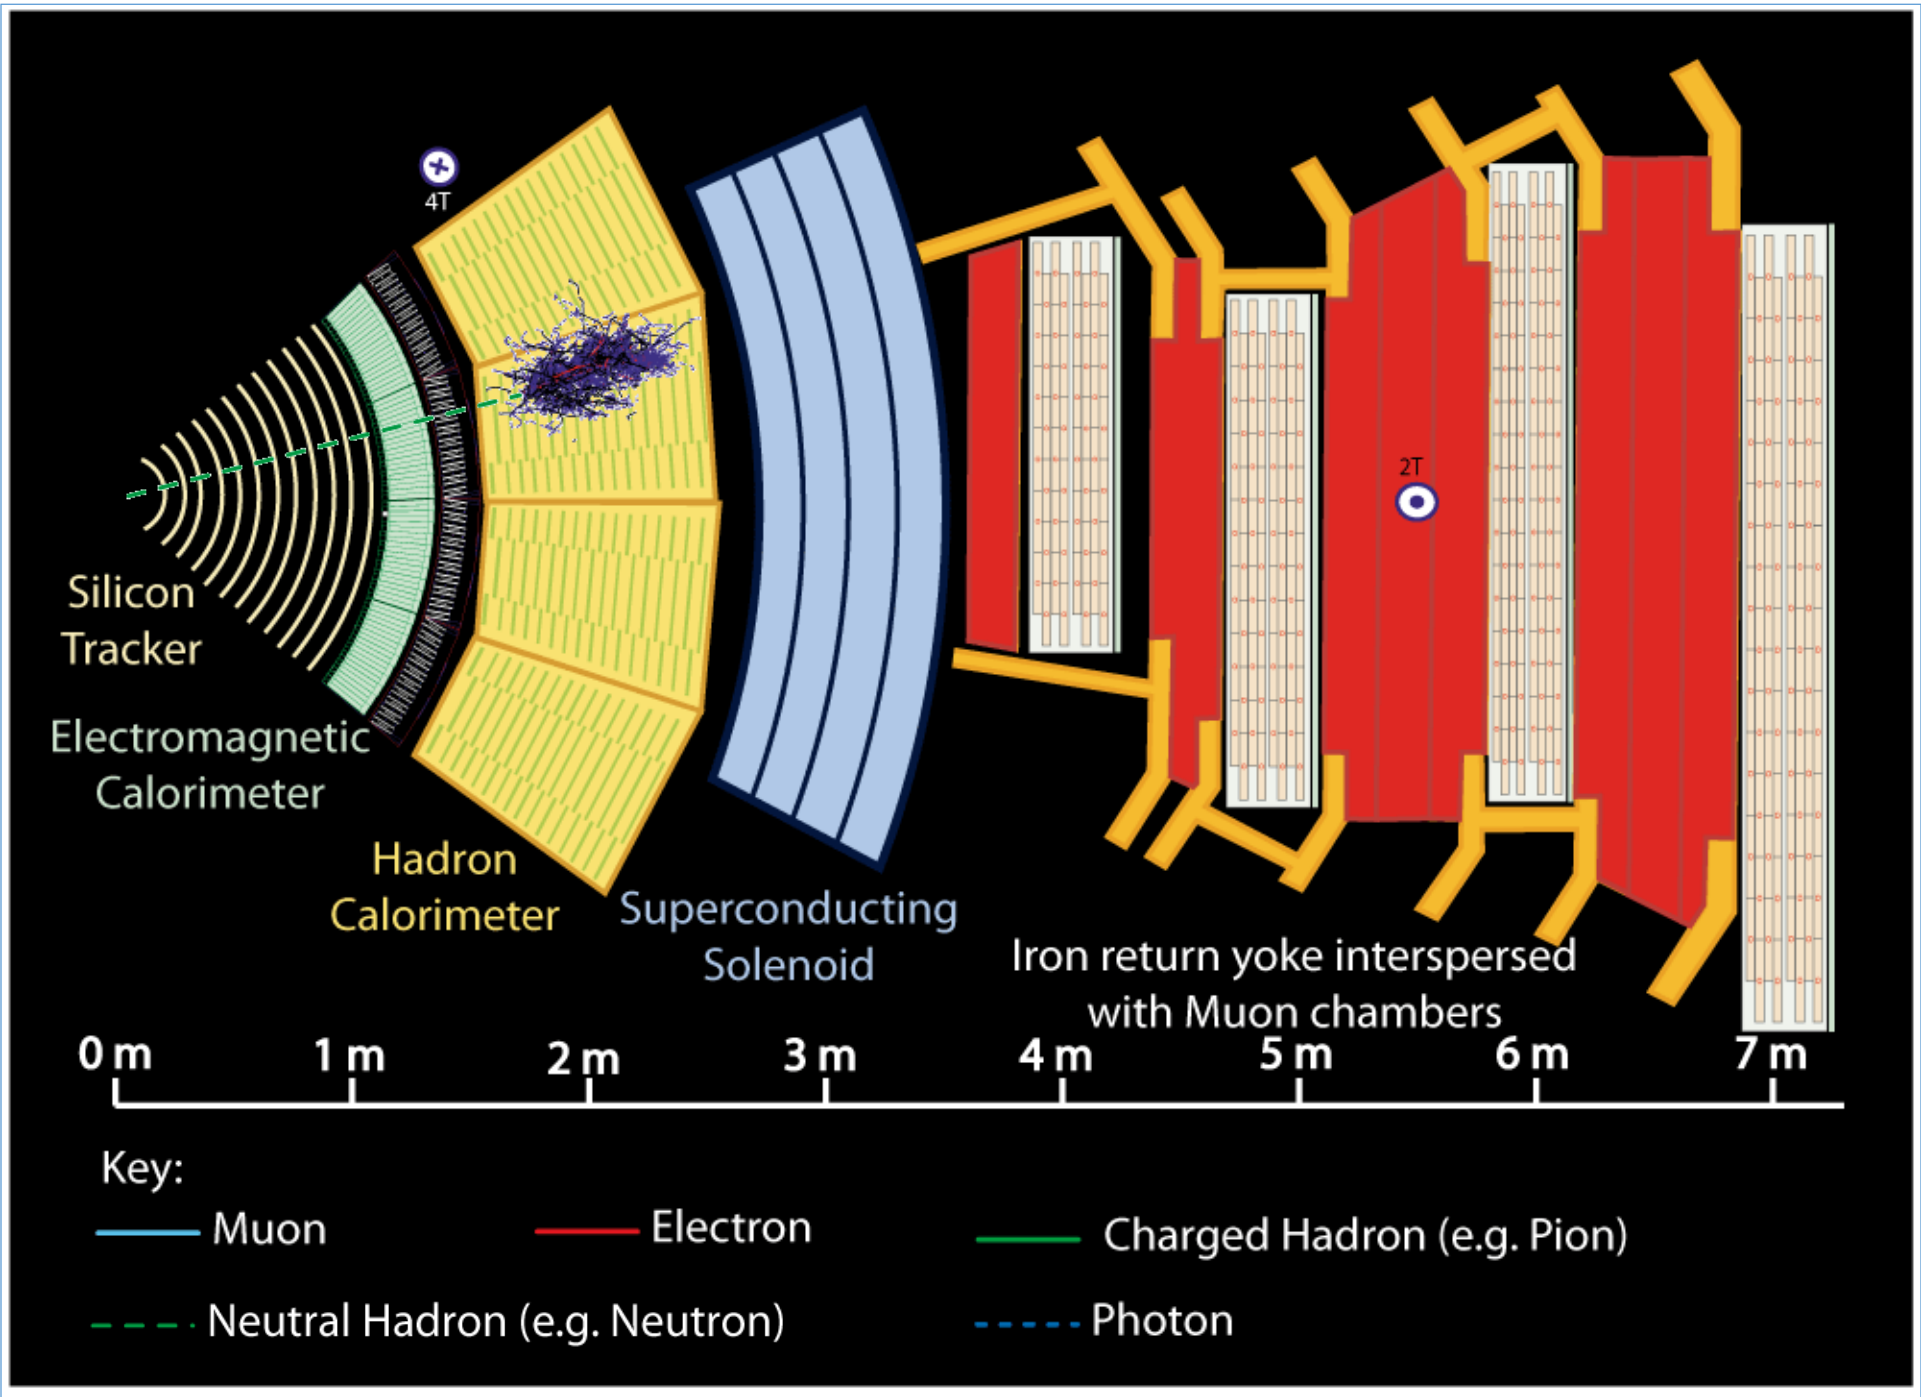 4T
2T
Silicon
Tracker
Electromagnetic
Calorimeter
Hadron
Calorimeter
Superconducting
Solenoid
Iron return yoke interspersed
with Muon chambers
0 m 1 m 2 m 3 m 4 m 5 m 6 m 7 m
Key:
Muon Electron Charged Hadron (e.g. Pion)
Neutral Hadron (e.g. Neutron) Photon